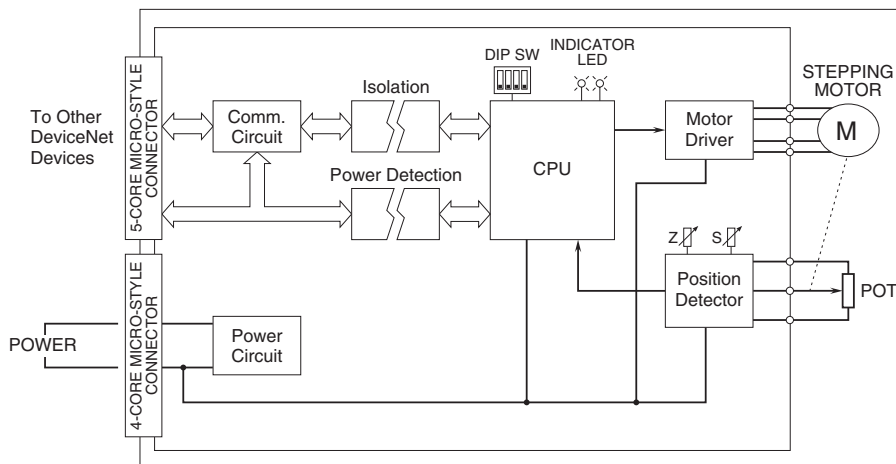 To Other
DeviceNet
Devices
5-CORE MICRO-STYLE
CONNECTOR
Comm.
Circuit
Isolation
Power Detection
DIP SW
INDICATOR
LED
CPU
Motor
Driver
STEPPING
MOTOR
M
Z
S
Position
Detector
POT
POWER
4-CORE MICRO-STYLE
CONNECTOR
Power
Circuit